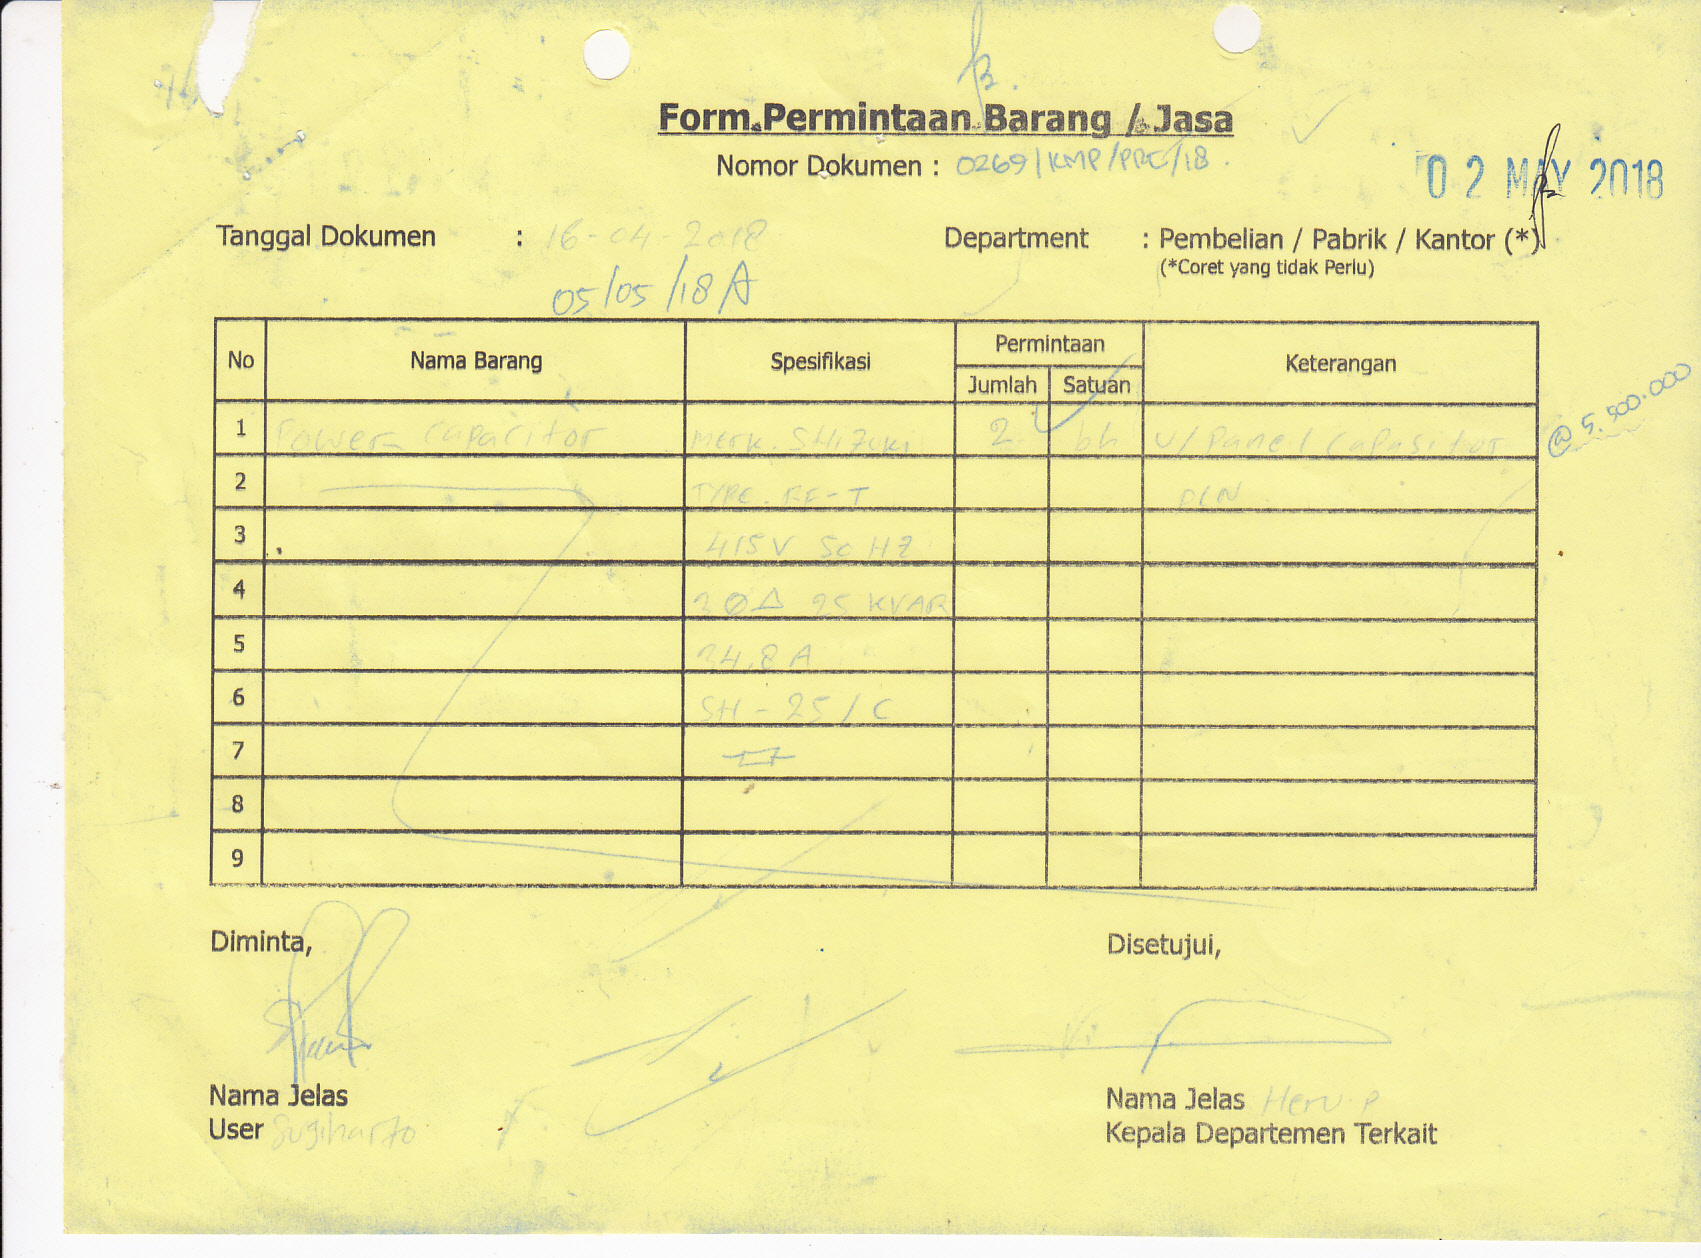 Form Permintaan Barang / Jasa
Nomor Dokumen : 0269/KMP/PRE/18
02 MAY 2018
Tanggal Dokumen : 16-04-2018
Department : Pembelian / Pabrik / Kantor (*)
(*Coret yang tidak Perlu)
05/05/18
No Nama Barang Spesifikasi Permintaan Keterangan
Jumlah Satuan
1 Power Capacitor Merk. SHIZUKI 2 bh u/ Panel Capasitor @ 5.500.000
2 TYPE. RF-T PLN
3 415 V 50 HZ
4 3 Ø Δ 25 KVAR
5 34.8 A
6 SH - 25 / C
7
8
9
Diminta, Disetujui,
Nama Jelas Nama Jelas Heru. P
User Sugiharto Kepala Departemen Terkait